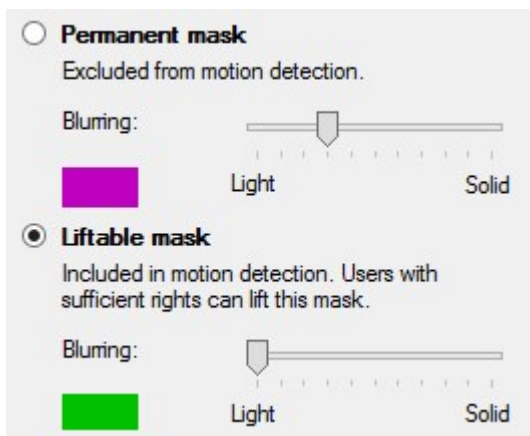 Permanent mask
Excluded from motion detection.
Blurring:
Light Solid
Liftable mask
Included in motion detection. Users with
sufficient rights can lift this mask.
Blurring:
Light Solid